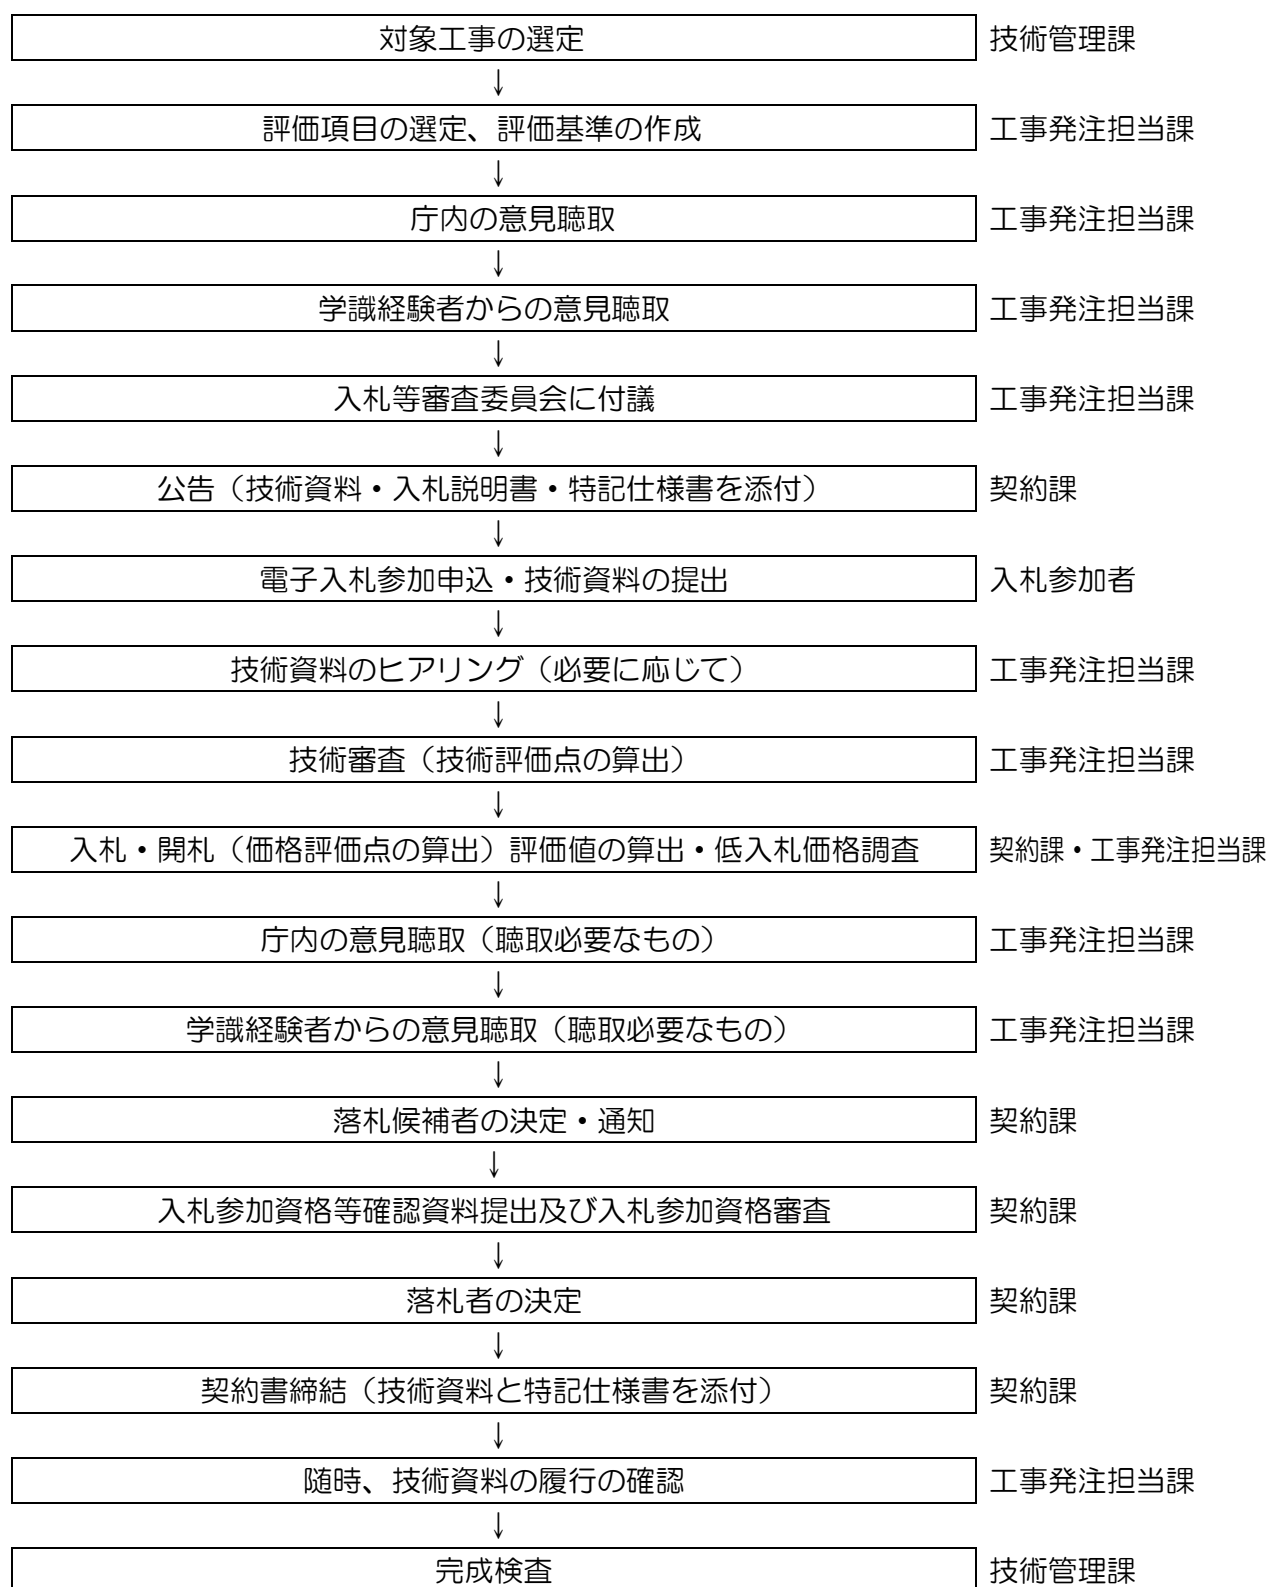 対象工事の選定 技術管理課
↓
評価項目の選定、評価基準の作成 工事発注担当課
↓
庁内の意見聴取 工事発注担当課
↓
学識経験者からの意見聴取 工事発注担当課
↓
入札等審査委員会に付議 工事発注担当課
↓
公告（技術資料・入札説明書・特記仕様書を添付） 契約課
↓
電子入札参加申込・技術資料の提出 入札参加者
↓
技術資料のヒアリング（必要に応じて） 工事発注担当課
↓
技術審査（技術評価点の算出） 工事発注担当課
↓
入札・開札（価格評価点の算出）評価値の算出・低入札価格調査 契約課・工事発注担当課
↓
庁内の意見聴取（聴取必要なもの） 工事発注担当課
↓
学識経験者からの意見聴取（聴取必要なもの） 工事発注担当課
↓
落札候補者の決定・通知 契約課
↓
入札参加資格等確認資料提出及び入札参加資格審査 契約課
↓
落札者の決定 契約課
↓
契約書締結（技術資料と特記仕様書を添付） 契約課
↓
随時、技術資料の履行の確認 工事発注担当課
↓
完成検査 技術管理課